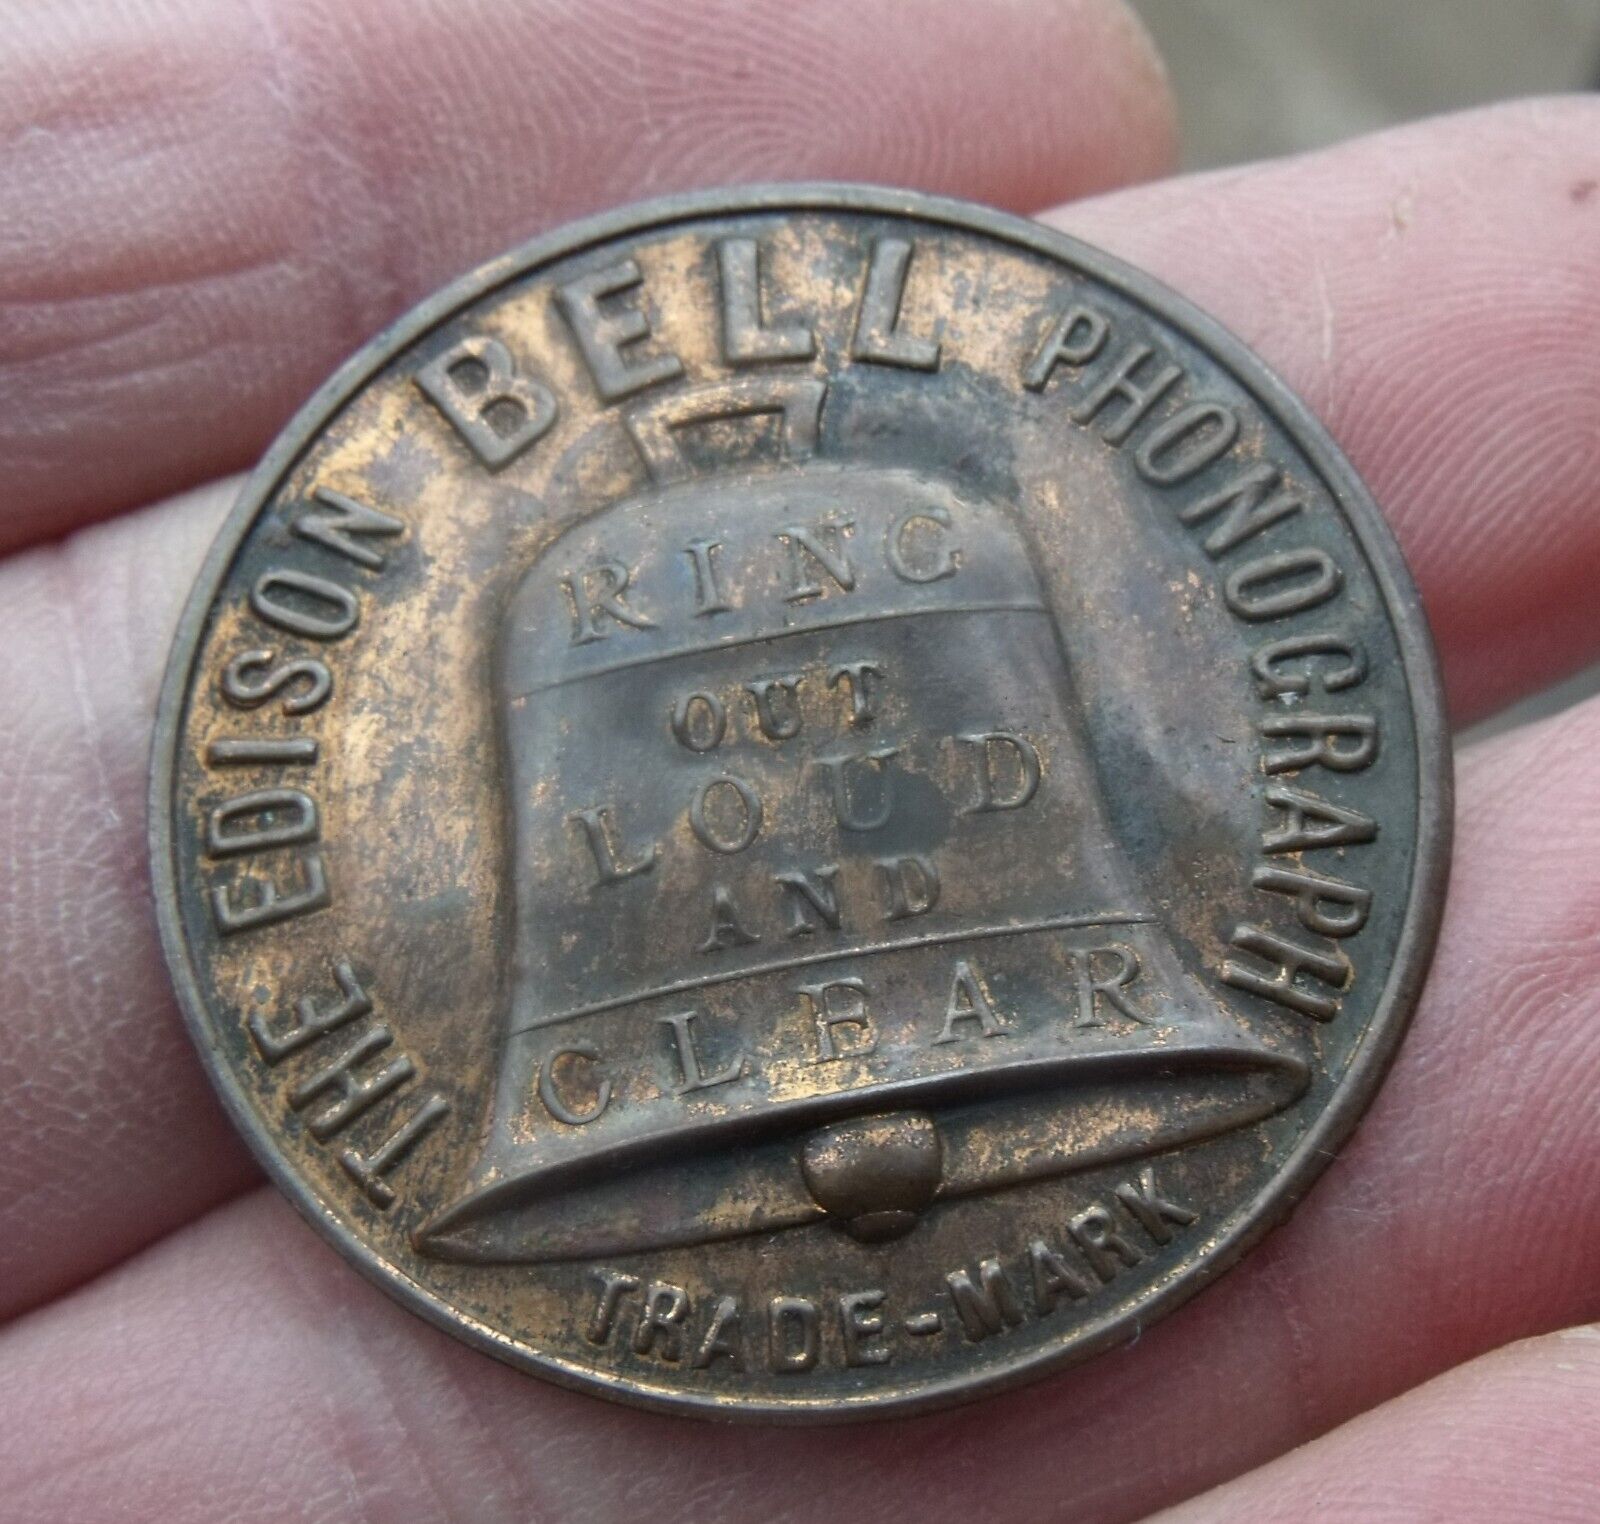 THE EDISON BELL PHONOGRAPH
RING
OUT
LOUD
AND
CLEAR
TRADE-MARK